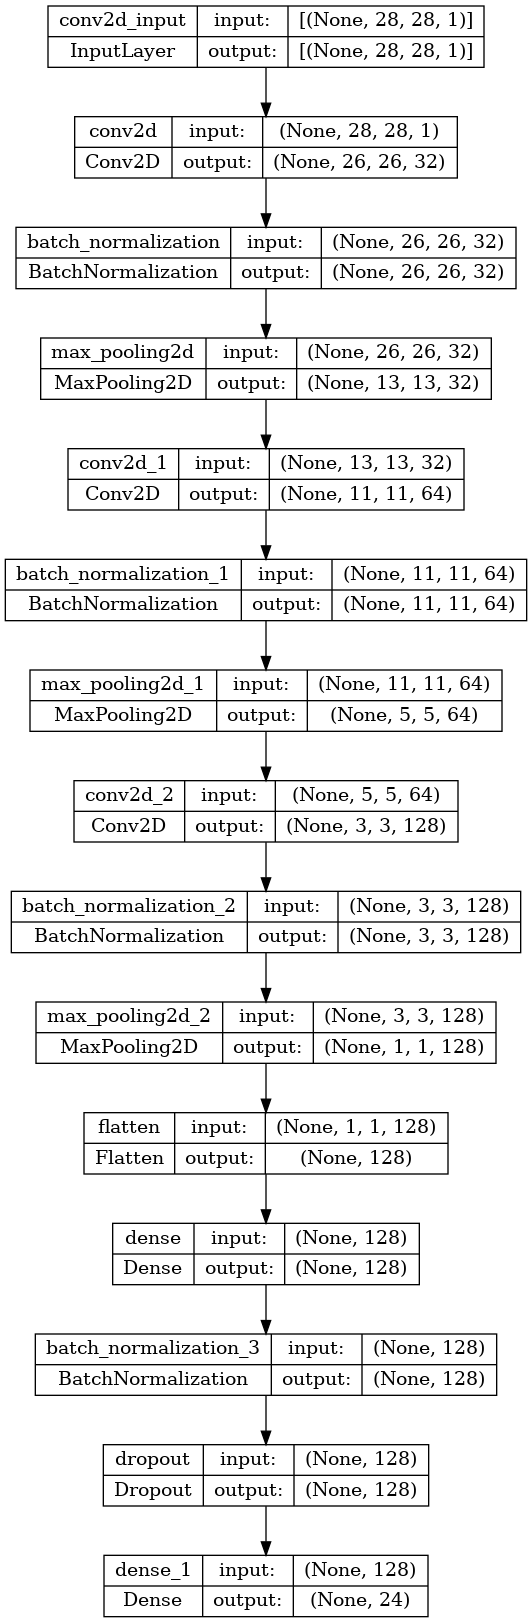 conv2d_input input: [(None, 28, 28, 1)]
InputLayer output: [(None, 28, 28, 1)]
conv2d input: (None, 28, 28, 1)
Conv2D output: (None, 26, 26, 32)
batch_normalization input: (None, 26, 26, 32)
BatchNormalization output: (None, 26, 26, 32)
max_pooling2d input: (None, 26, 26, 32)
MaxPooling2D output: (None, 13, 13, 32)
conv2d_1 input: (None, 13, 13, 32)
Conv2D output: (None, 11, 11, 64)
batch_normalization_1 input: (None, 11, 11, 64)
BatchNormalization output: (None, 11, 11, 64)
max_pooling2d_1 input: (None, 11, 11, 64)
MaxPooling2D output: (None, 5, 5, 64)
conv2d_2 input: (None, 5, 5, 64)
Conv2D output: (None, 3, 3, 128)
batch_normalization_2 input: (None, 3, 3, 128)
BatchNormalization output: (None, 3, 3, 128)
max_pooling2d_2 input: (None, 3, 3, 128)
MaxPooling2D output: (None, 1, 1, 128)
flatten input: (None, 1, 1, 128)
Flatten output: (None, 128)
dense input: (None, 128)
Dense output: (None, 128)
batch_normalization_3 input: (None, 128)
BatchNormalization output: (None, 128)
dropout input: (None, 128)
Dropout output: (None, 128)
dense_1 input: (None, 128)
Dense output: (None, 24)